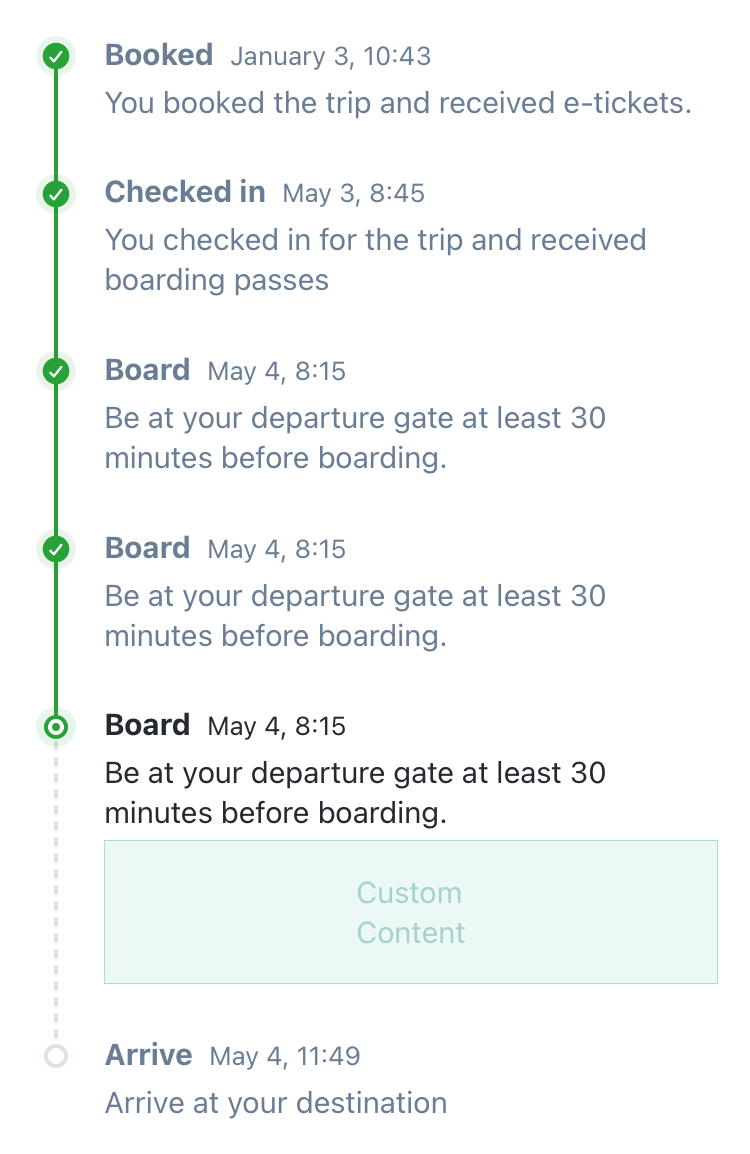 Booked January 3, 10:43
You booked the trip and received e-tickets.
Checked in May 3, 8:45
You checked in for the trip and received
boarding passes
Board May 4, 8:15
Be at your departure gate at least 30
minutes before boarding.
Board May 4, 8:15
Be at your departure gate at least 30
minutes before boarding.
Board May 4, 8:15
Be at your departure gate at least 30
minutes before boarding.
Custom
Content
Arrive May 4, 11:49
Arrive at your destination